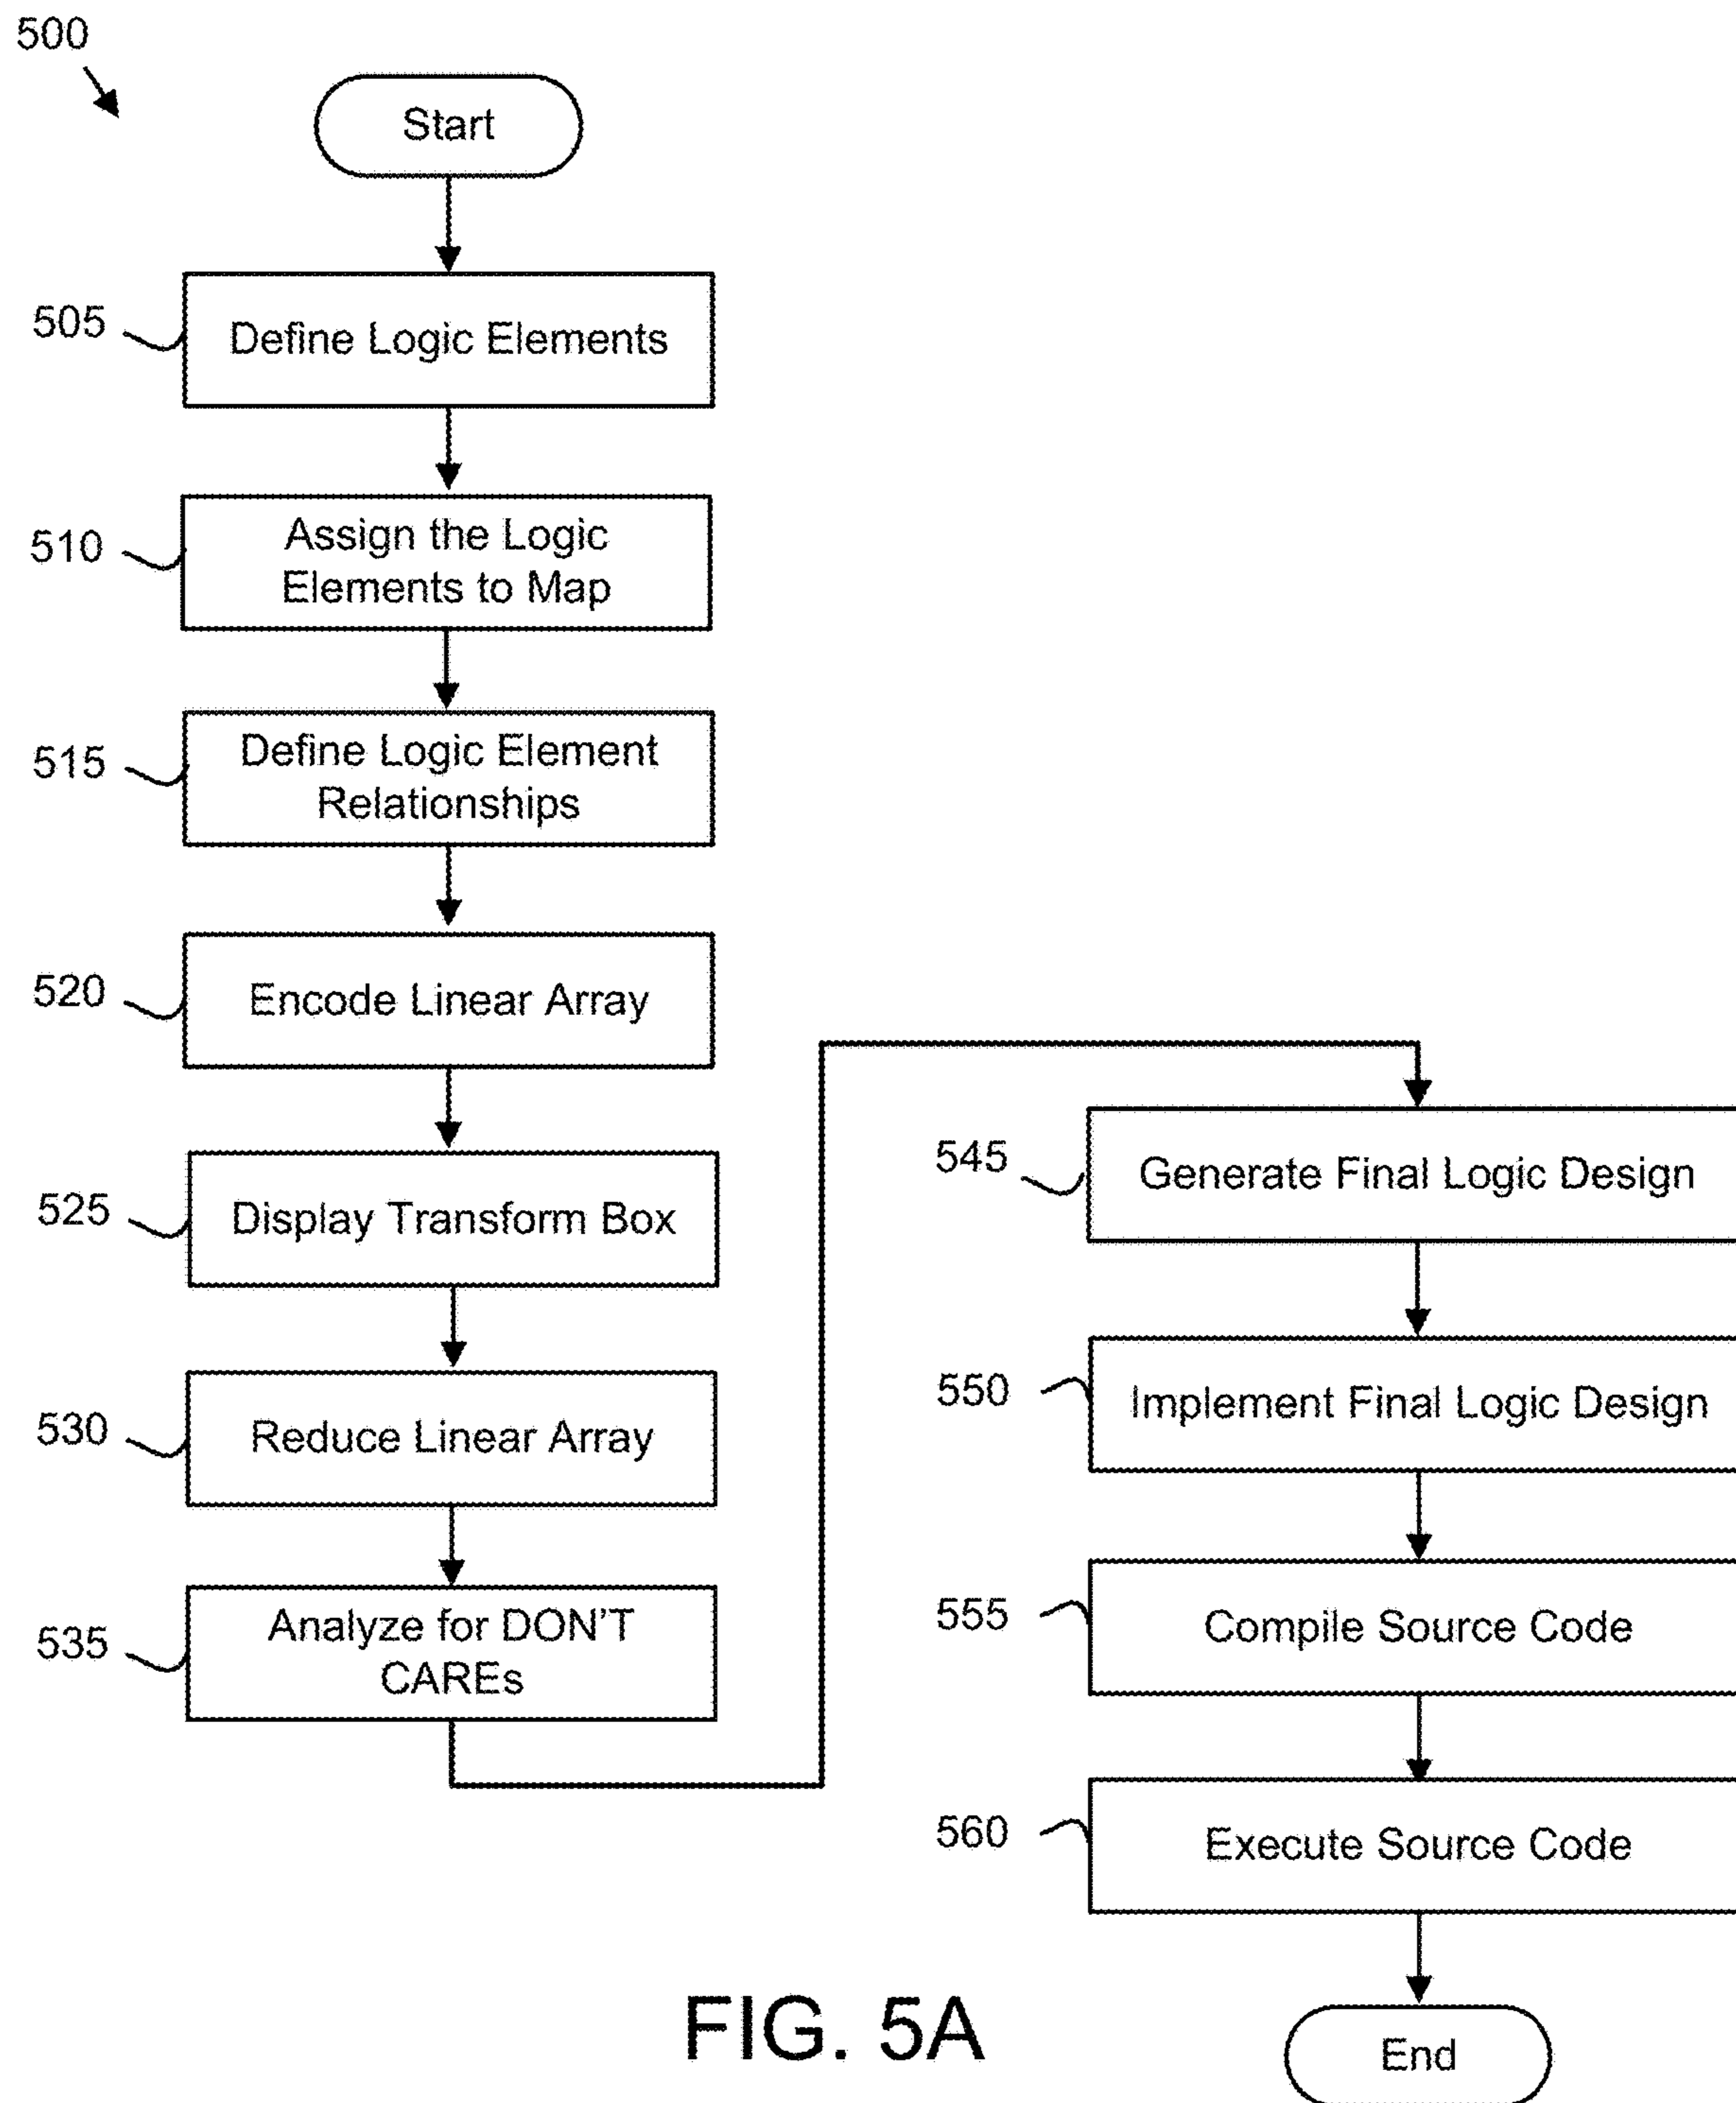 500
Start
505
Define Logic Elements
510
Assign the Logic
Elements to Map
515
Define Logic Element
Relationships
520
Encode Linear Array
525
Display Transform Box
530
Reduce Linear Array
535
Analyze for DON'T
CAREs
545
Generate Final Logic Design
550
Implement Final Logic Design
555
Compile Source Code
560
Execute Source Code
End
FIG. 5A